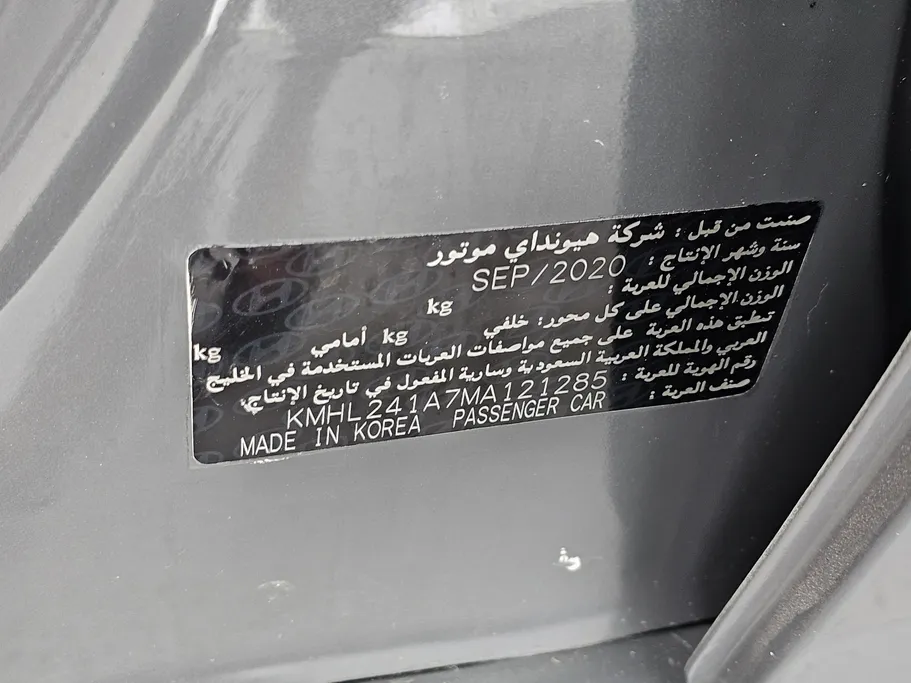 صنعت من قبل : شركة هيونداي موتور
سنة وشهر الإنتاج : SEP/2020
الوزن الإجمالي للعربة : kg
الوزن الإجمالي على كل محور: خلفي kg أمامي kg
تطبق هذه العربة على جميع مواصفات العربات المستخدمة في الخليج
العربي والمملكة العربية السعودية وسارية المفعول في تاريخ الإنتاج.
رقم الهوية للعربة : KMHL241A7MA121285
صنف العربة : PASSENGER CAR MADE IN KOREA